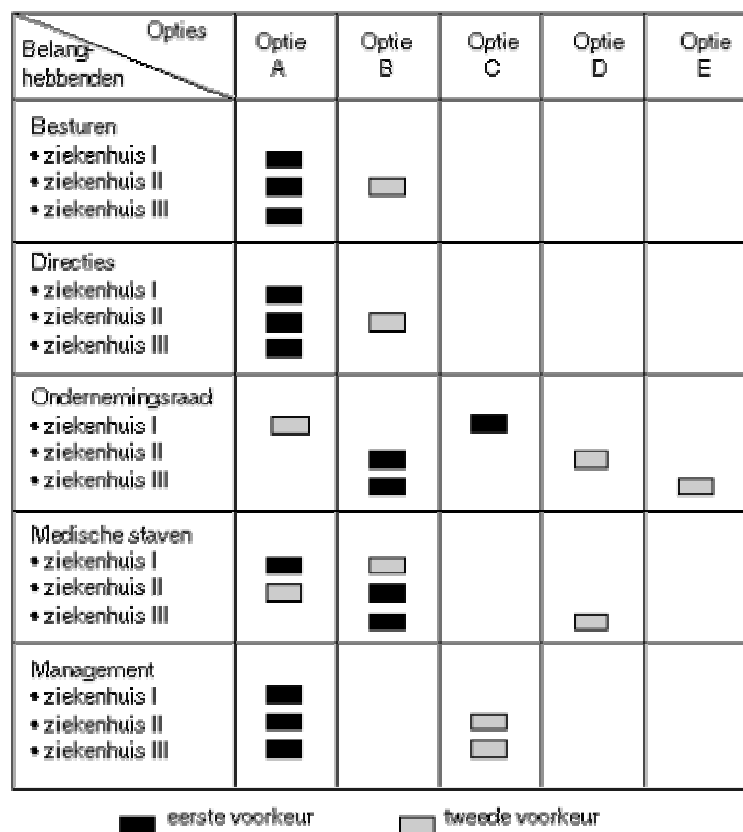 Opties
Belang-
hebbenden
Optie A
Optie B
Optie C
Optie D
Optie E
Besturen
• ziekenhuis I
• ziekenhuis II
• ziekenhuis III
Directies
• ziekenhuis I
• ziekenhuis II
• ziekenhuis III
Ondernemingsraad
• ziekenhuis I
• ziekenhuis II
• ziekenhuis III
Medische staven
• ziekenhuis I
• ziekenhuis II
• ziekenhuis III
Management
• ziekenhuis I
• ziekenhuis II
• ziekenhuis III
eerste voorkeur
tweede voorkeur